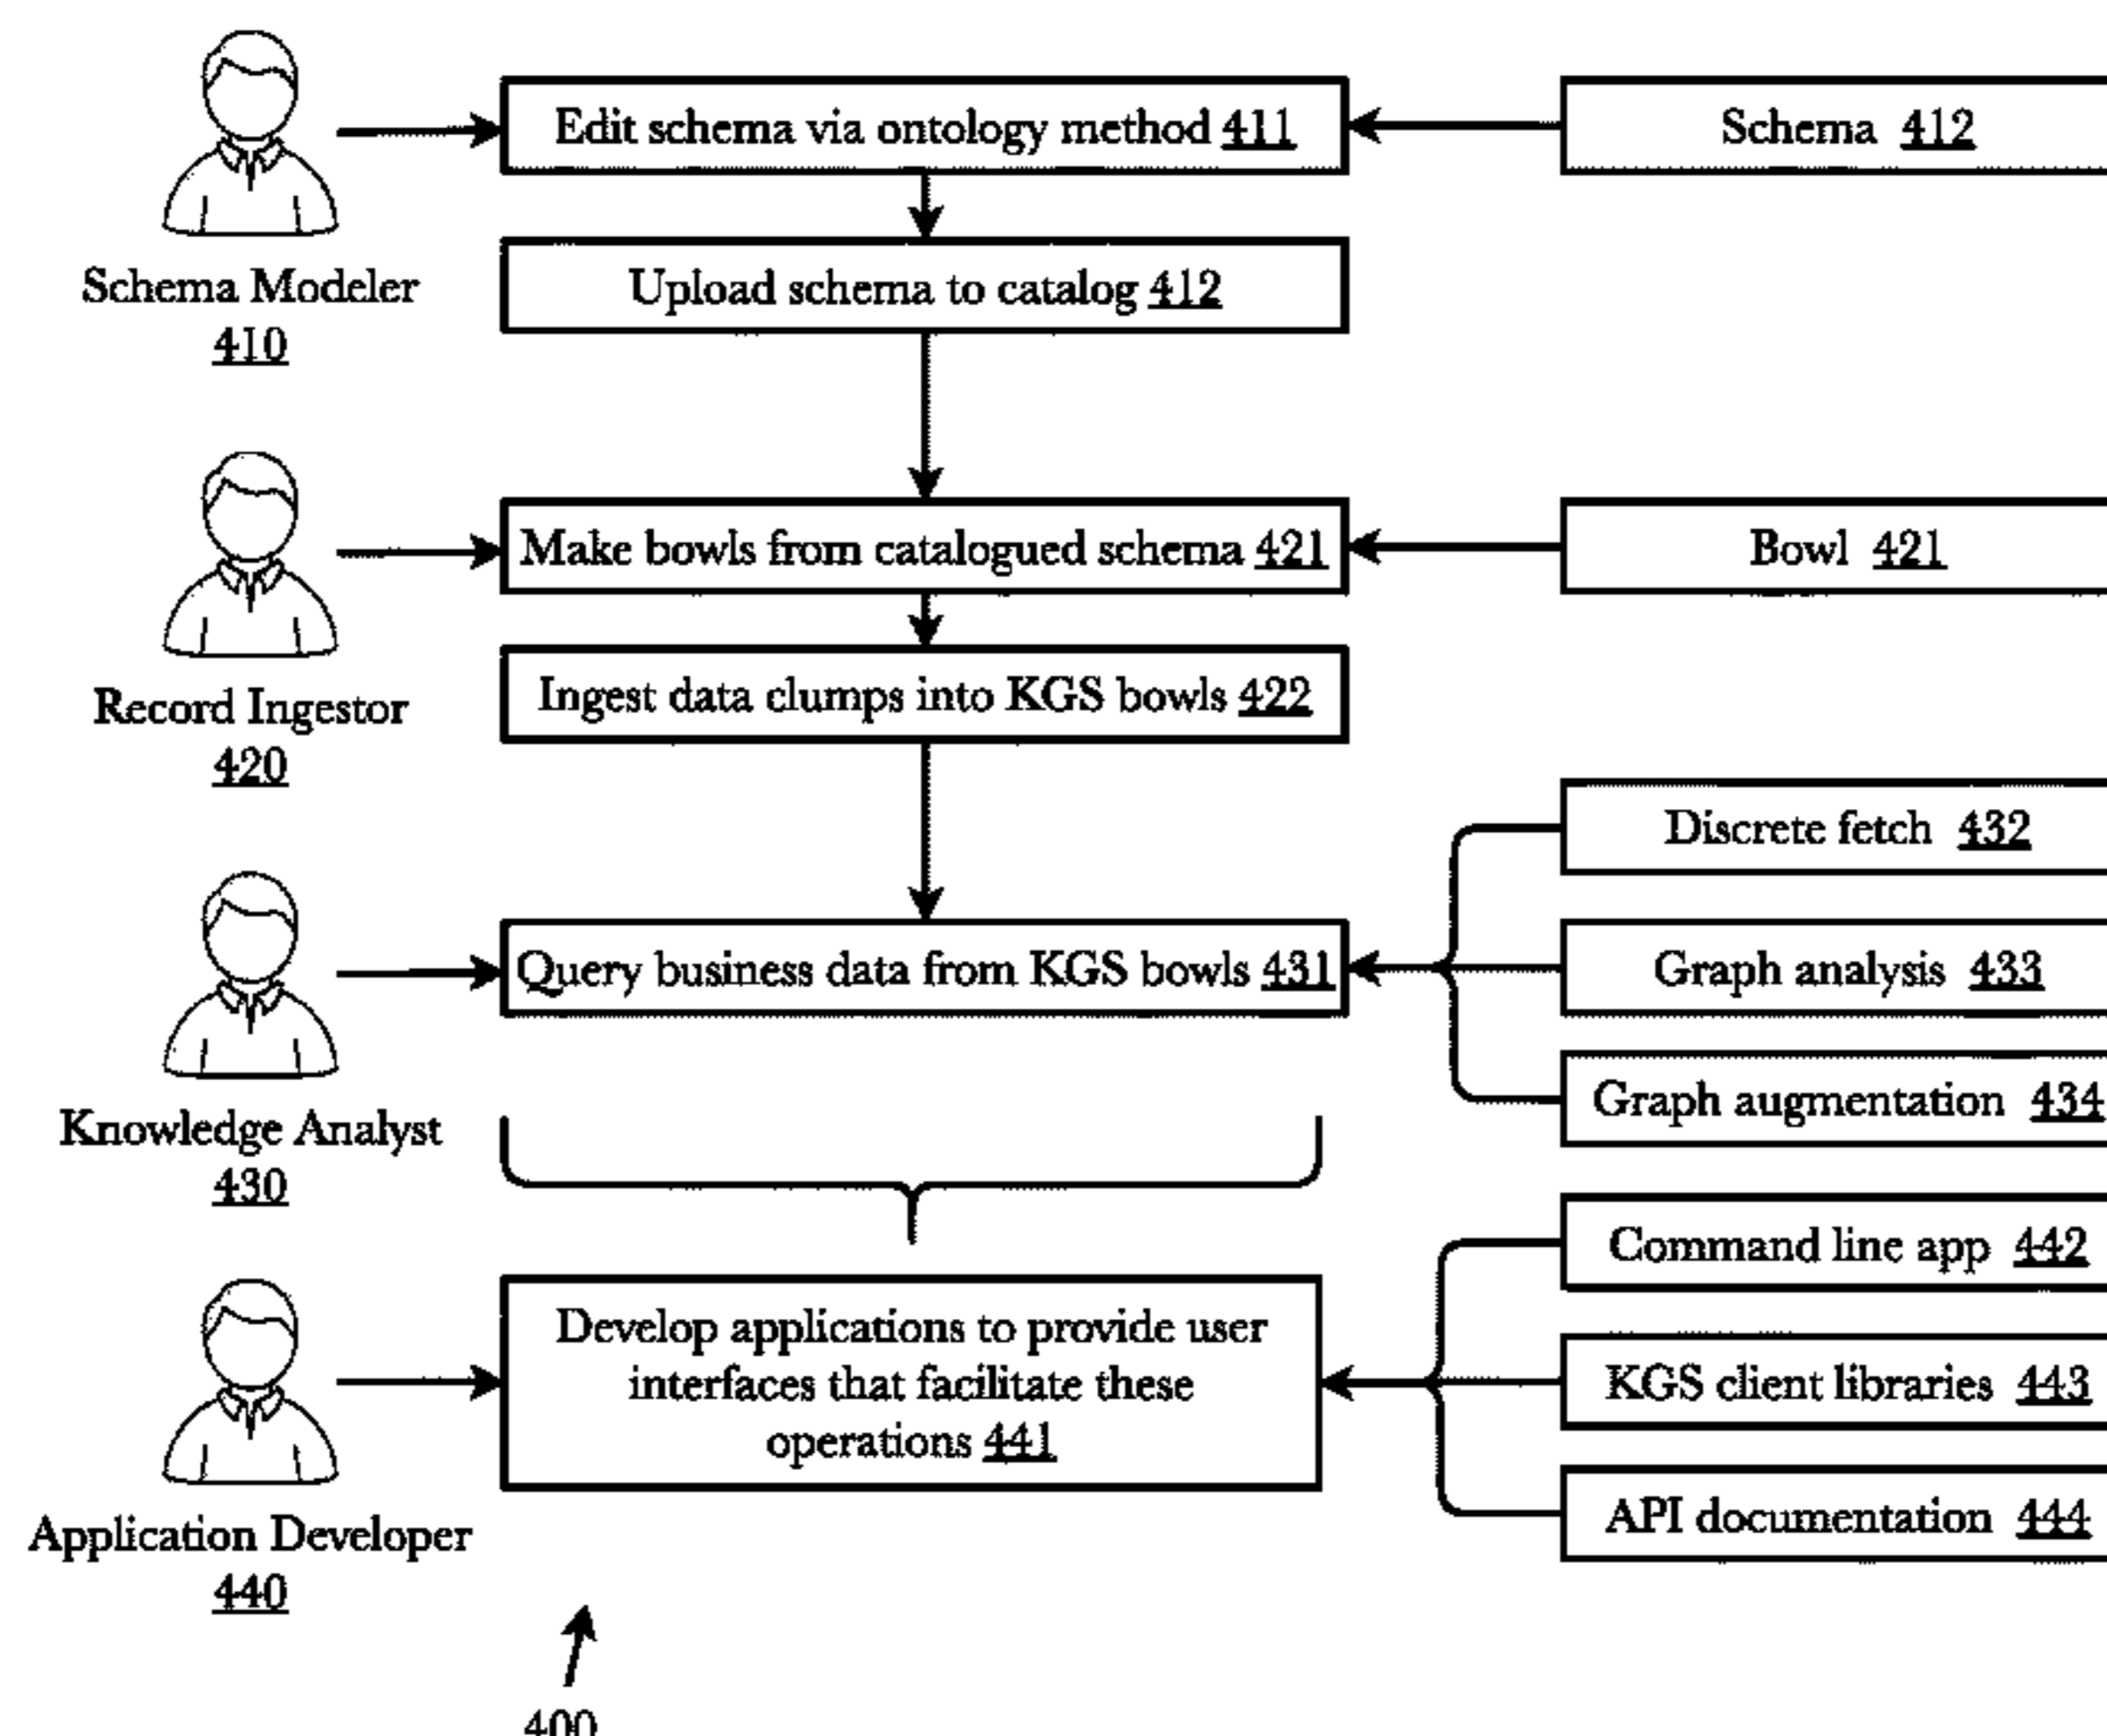 Edit schema via ontology method 411
Schema 412
Schema Modeler
410
Upload schema to catalog 412
Make bowls from catalogued schema 421
Bowl 421
Record Ingestor
420
Ingest data clumps into KGS bowls 422
Discrete fetch 432
Query business data from KGS bowls 431
Graph analysis 433
Graph augmentation 434
Knowledge Analyst
430
Command line app 442
Develop applications to provide user
interfaces that facilitate these
operations 441
KGS client libraries 443
API documentation 444
Application Developer
440
400